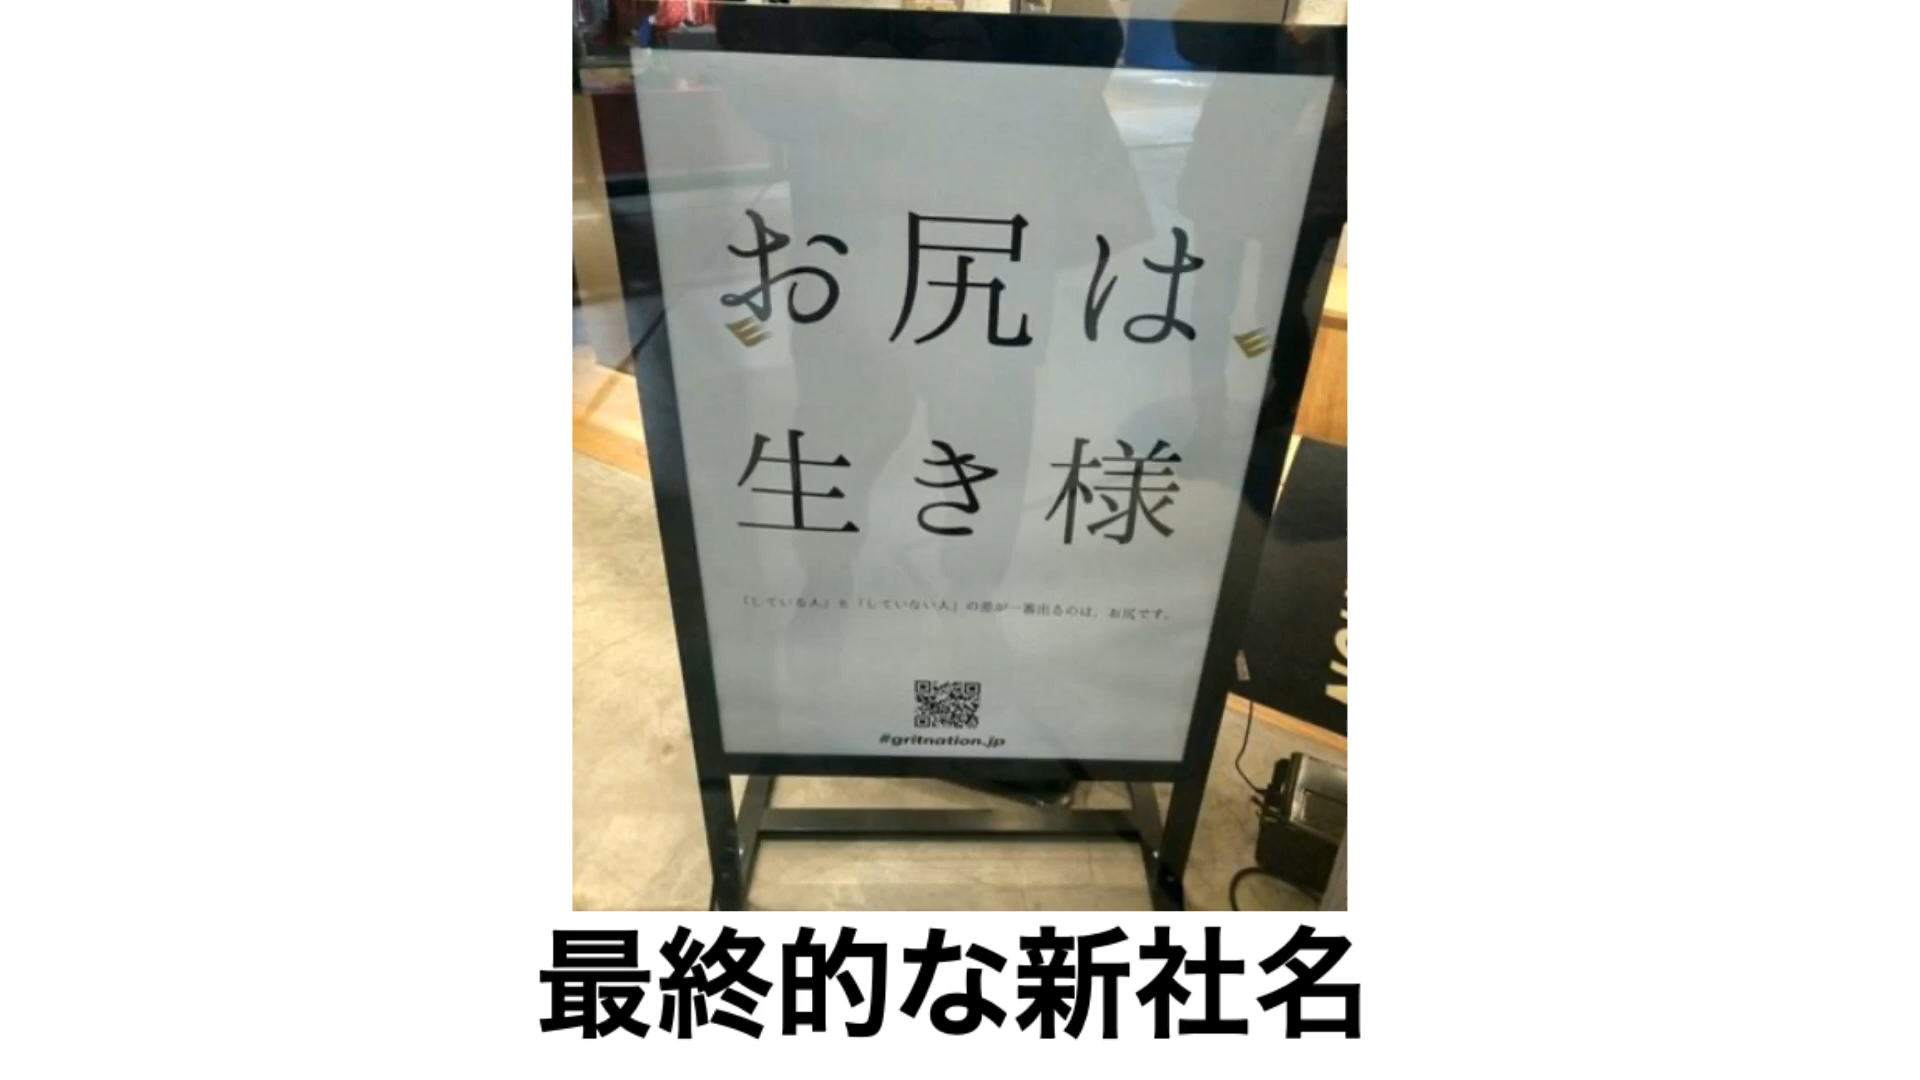 お尻は
生き様
「している人」と「していない人」の差が一番出るのは、お尻です。
#gritnation.jp
最終的な新社名